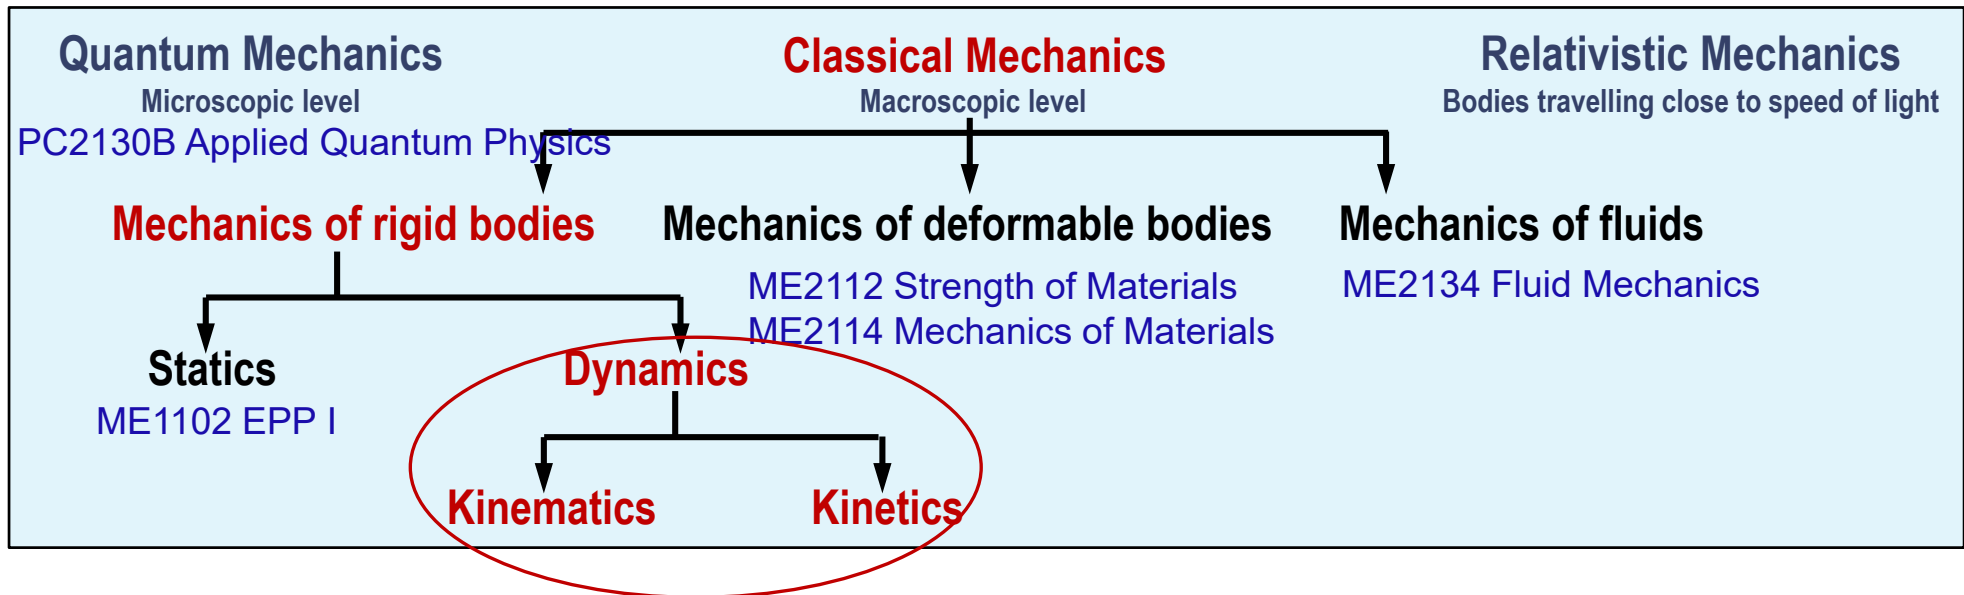 Quantum Mechanics
Microscopic level
PC2130B Applied Quantum Physics
Classical Mechanics
Macroscopic level
Relativistic Mechanics
Bodies travelling close to speed of light
Mechanics of rigid bodies
Mechanics of deformable bodies
ME2112 Strength of Materials
ME2114 Mechanics of Materials
Mechanics of fluids
ME2134 Fluid Mechanics
Statics
ME1102 EPP I
Dynamics
Kinematics
Kinetics